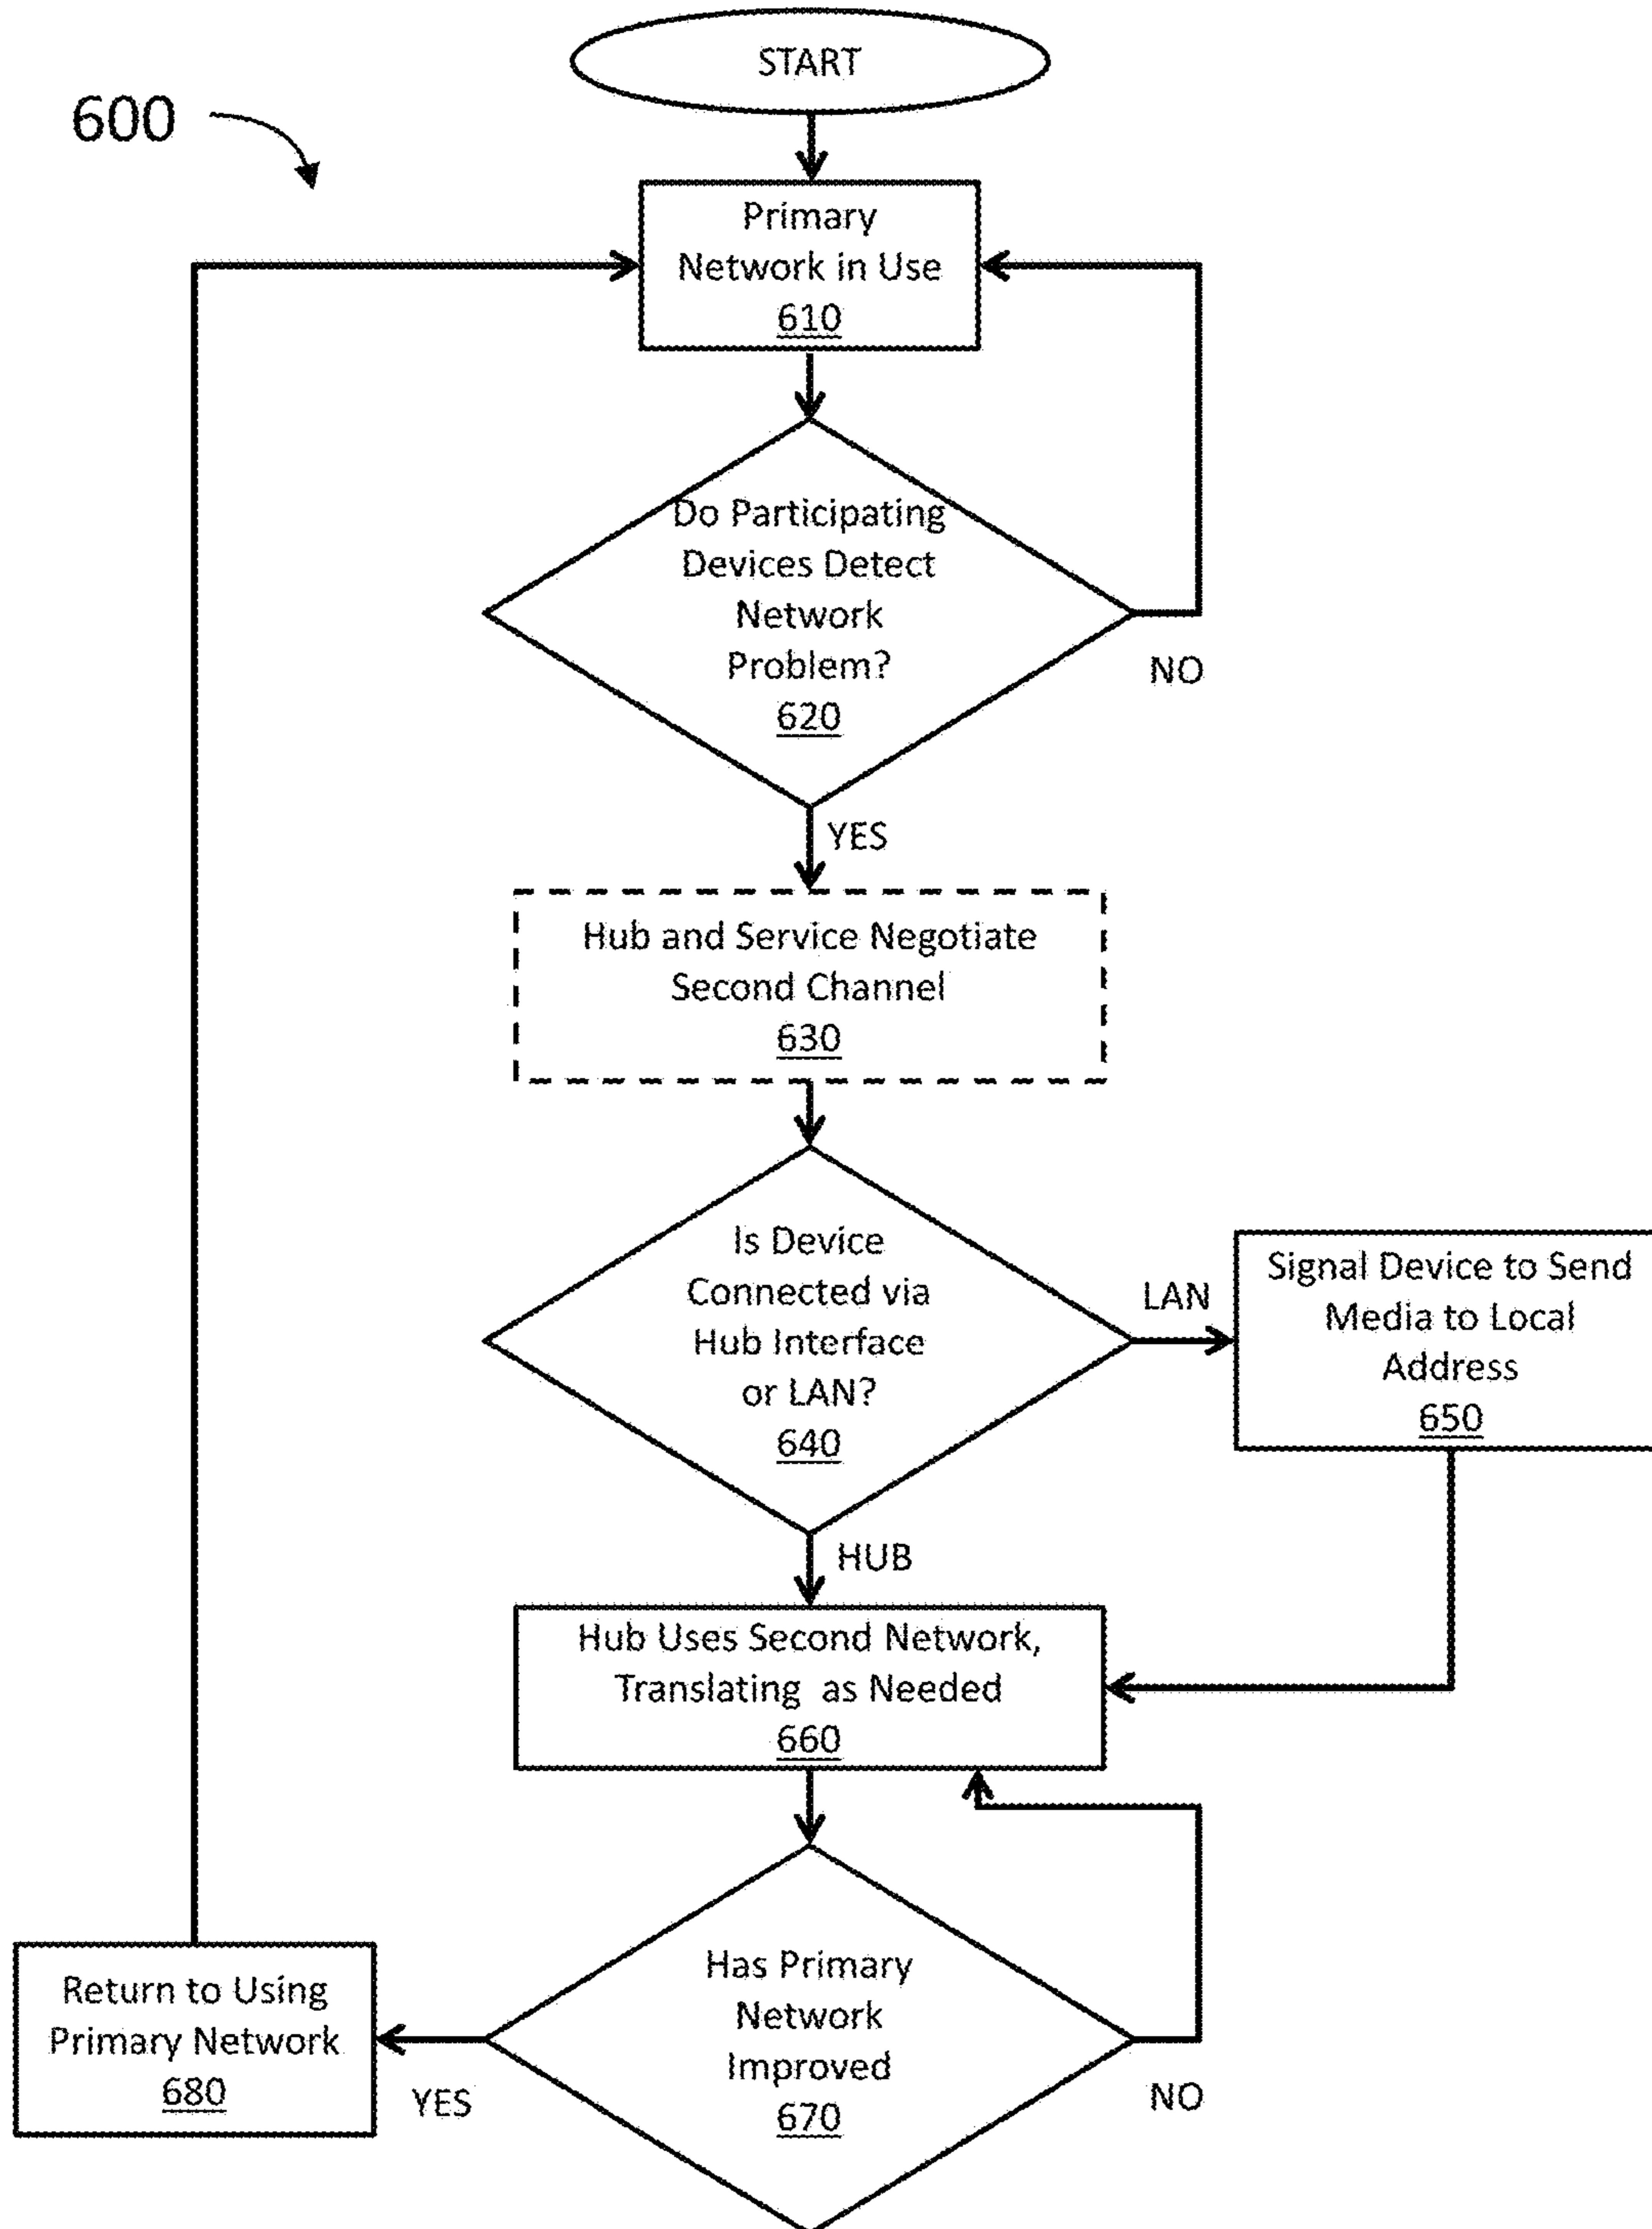 START
600
Primary
Network in Use
610
Do Participating
Devices Detect
Network
Problem?
620
NO
YES
Hub and Service Negotiate
Second Channel
630
Is Device
Connected via
Hub Interface
or LAN?
640
LAN
Signal Device to Send
Media to Local
Address
650
HUB
Hub Uses Second Network,
Translating as Needed
660
Has Primary
Network
Improved
670
NO
YES
Return to Using
Primary Network
680